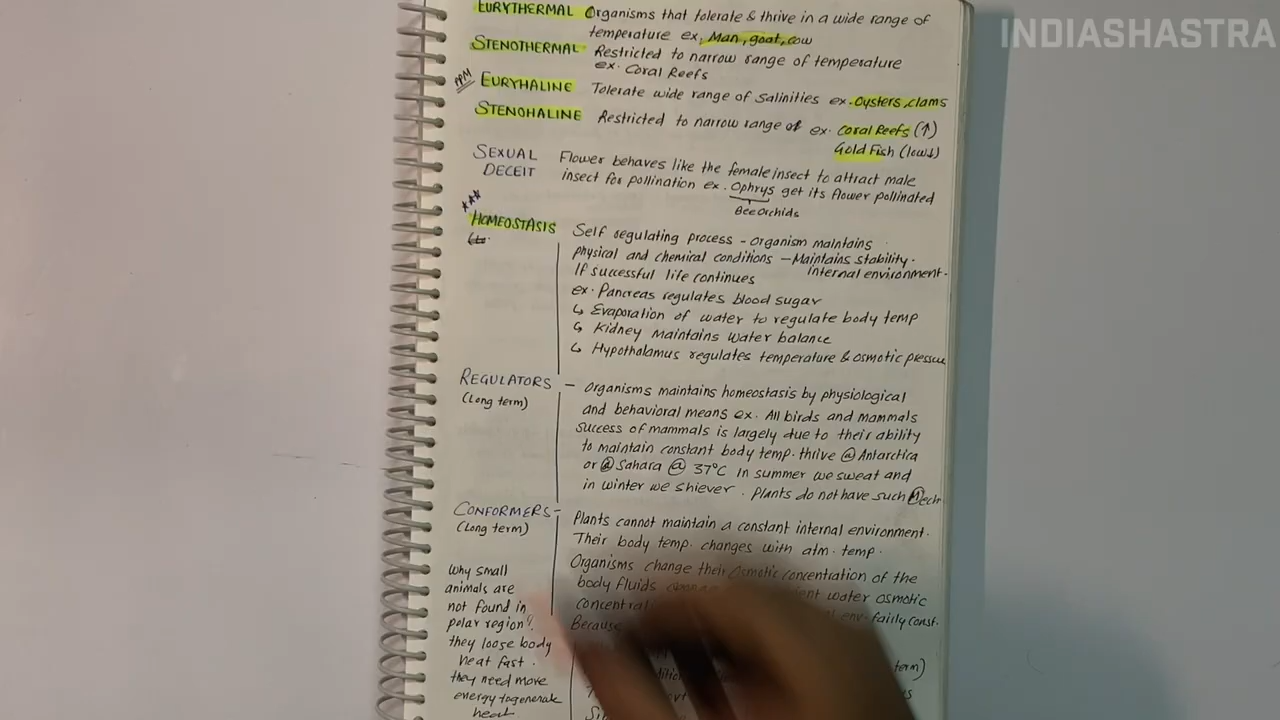 INDIASHASTRA
EURYTHERMAL Organisms that tolerate & thrive in a wide range of
temperature ex. Man, goat, cow
STENOTHERMAL Restricted to narrow range of temperature
ex. Coral Reefs
PPM
EURYHALINE Tolerate wide range of salinities ex. Oysters, clams
STENOHALINE Restricted to narrow range of ex. Coral Reefs (↑)
Gold Fish (low↓)
SEXUAL DECEIT Flower behaves like the female insect to attract male
insect for pollination ex. Ophrys get its flower pollinated
Bee Orchids
HOMEOSTASIS Self regulating process - organism maintains
physical and chemical conditions - Maintains stability.
internal environment.
If successful life continues
ex. Pancreas regulates blood sugar
↳ Evaporation of water to regulate body temp
↳ Kidney maintains water balance
↳ Hypothalamus regulates temperature & osmotic pressure
REGULATORS - organisms maintains homeostasis by physiological
(Long term) and behavioral means ex. All birds and mammals
success of mammals is largely due to their ability
to maintain constant body temp. thrive @ Antarctica
or @ Sahara @ 37°C in summer we sweat and
in winter we shiever. Plants do not have such Mech
CONFORMERS - Plants cannot maintain a constant internal environment.
(Long term) Their body temp. changes with atm. temp.
Organisms change their osmotic concentration of the
body fluids water osmotic
env. fairly const.
Because
term)
Why small
animals are
not found in
polar region?
they loose body
heat fast.
they need more
energy to generate
heat